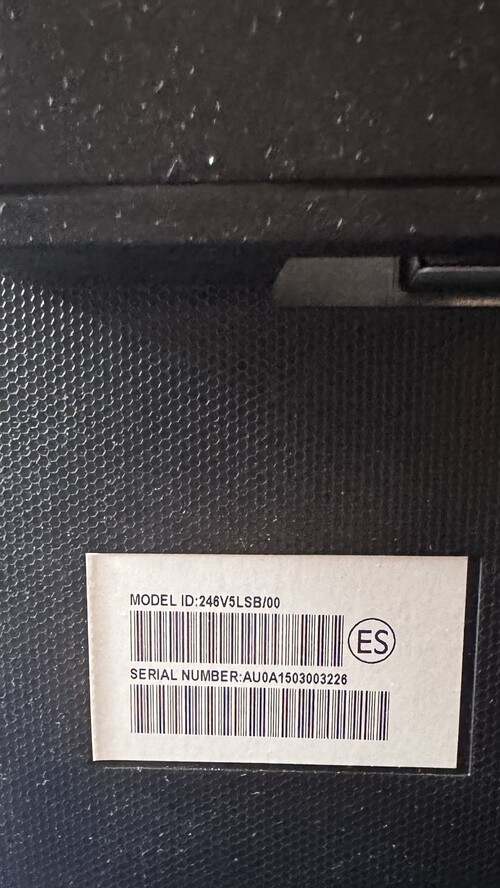 MODEL ID:246V5LSB/00
ES
SERIAL NUMBER:AU0A1503003226